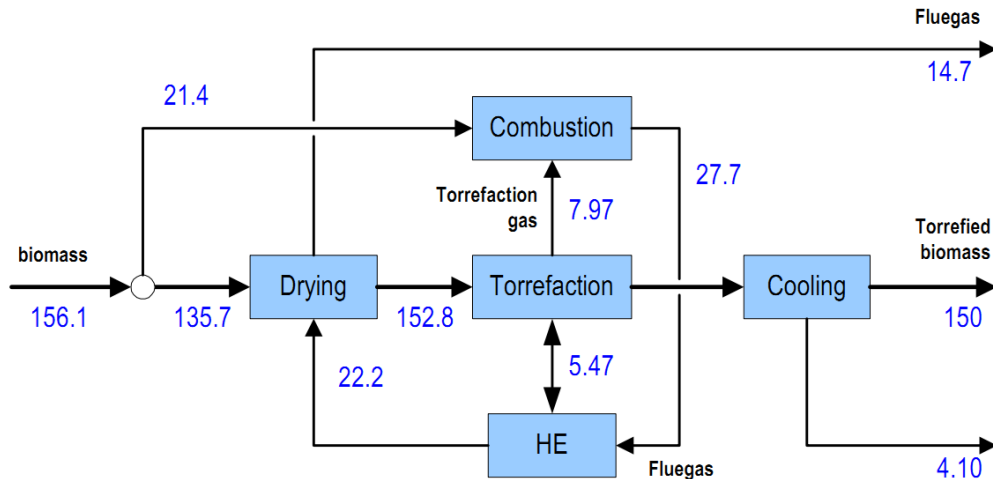 Fluegas
14.7
21.4
Combustion
27.7
Torrefaction
gas
7.97
Torrefied
biomass
biomass
Drying
Torrefaction
Cooling
156.1
135.7
152.8
150
22.2
5.47
HE
Fluegas
4.10